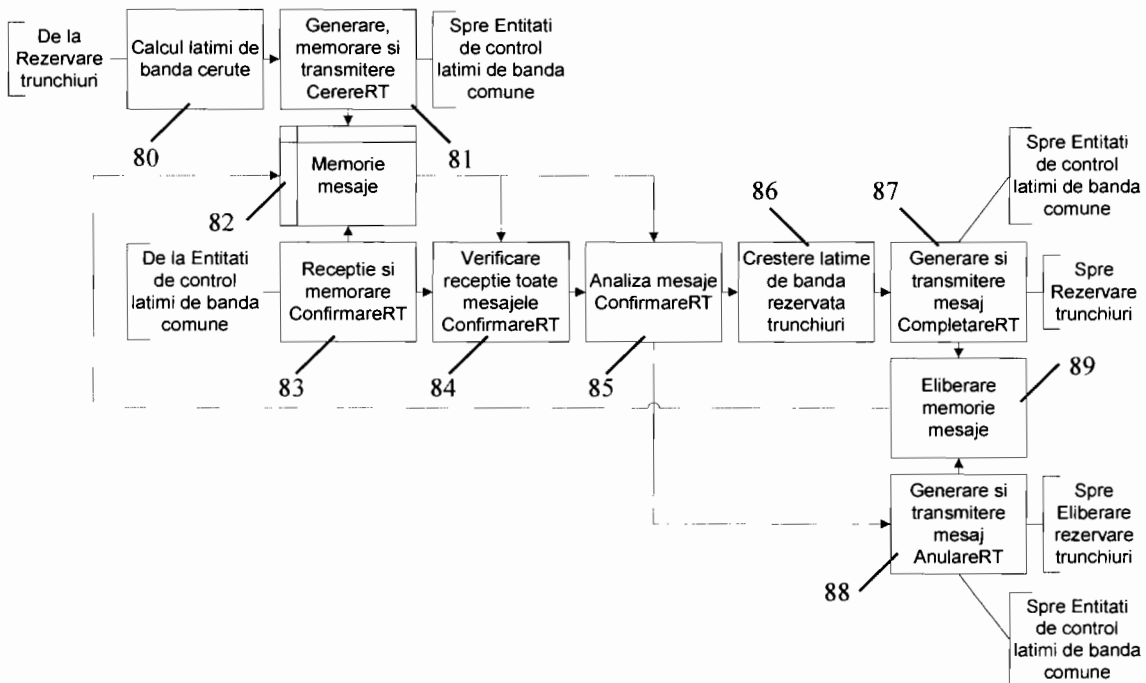 De la
Rezervare
trunchiuri
Calcul latimi de
banda cerute
Generare,
memorare si
transmitere
CerereRT
Spre Entitati
de control
latimi de banda
comune
80
81
Memorie
mesaje
82
De la Entitati
de control
latimi de banda
comune
Receptie si
memorare
ConfirmareRT
83
Verificare
receptie toate
mesajele
ConfirmareRT
84
Analiza mesaje
ConfirmareRT
85
86
Crestere latime
de banda
rezervata
trunchiuri
87
Generare si
transmitere
mesaj
CompletareRT
Spre Entitati
de control
latimi de banda
comune
Spre
Rezervare
trunchiuri
89
Eliberare
memorie
mesaje
Generare si
transmitere
mesaj
AnulareRT
88
Spre
Eliberare
rezervare
trunchiuri
Spre Entitati
de control
latimi de banda
comune